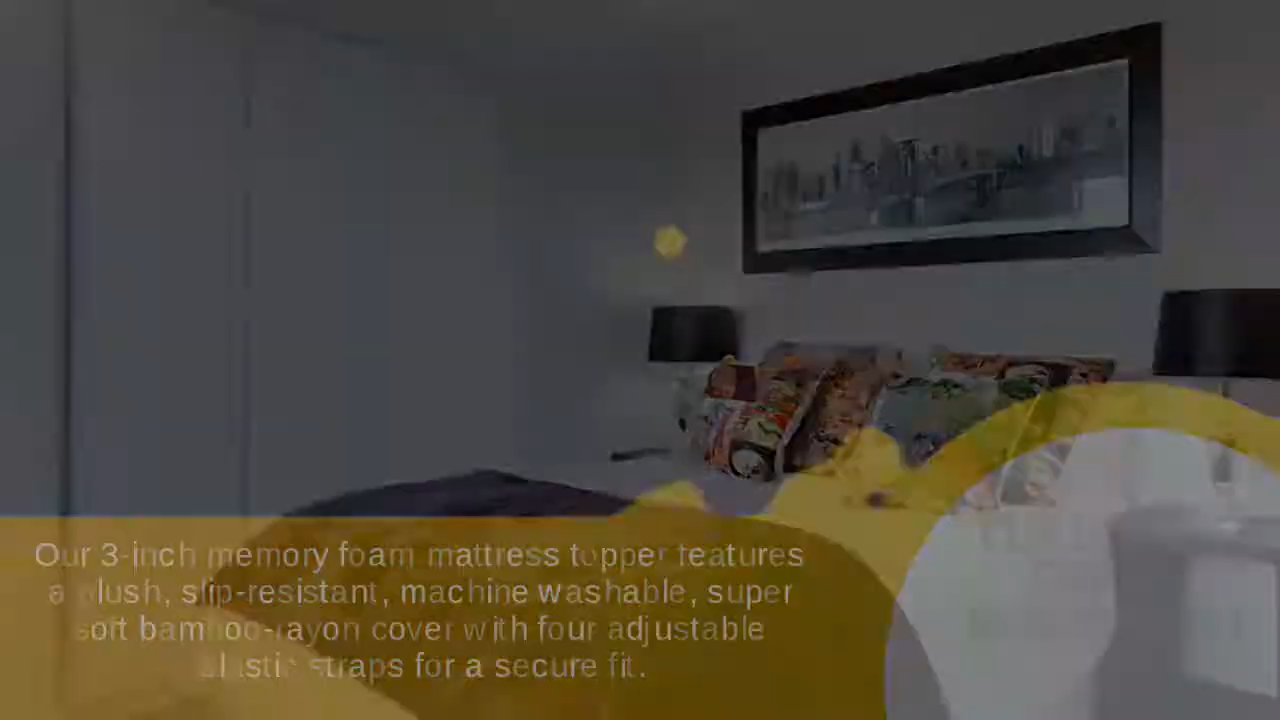 Our 3-inch memory foam mattress topper features
a plush, slip-resistant, machine washable, super
soft bamboo-rayon cover with four adjustable
elastic straps for a secure fit.